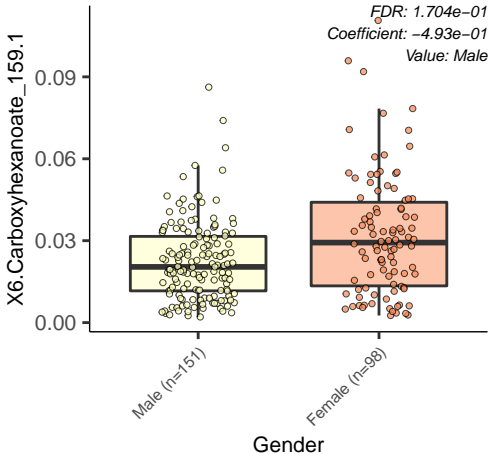 FDR: 1.704e−01
Coefficient: −4.93e−01
Value: Male
X6.Carboxyhexanoate_159.1
0.09
0.06
0.03
0.00
Male (n=151)
Female (n=98)
Gender